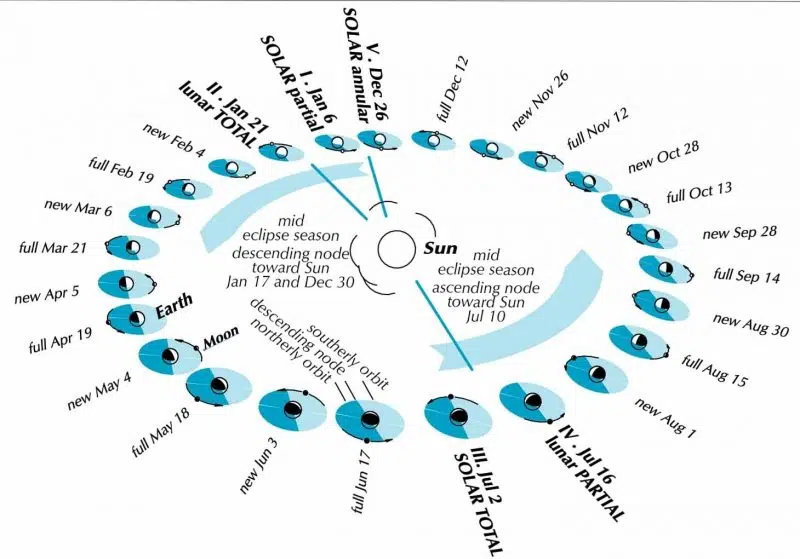 V . Dec 26
SOLAR annular
I . Jan 6
SOLAR partial
II . Jan 21
lunar TOTAL
new Feb 4
full Feb 19
new Mar 6
full Mar 21
new Apr 5
full Apr 19
new May 4
full May 18
new Jun 3
full Jun 17
III. Jul 2
SOLAR TOTAL
IV . Jul 16
lunar PARTIAL
new Aug 1
full Aug 15
new Aug 30
full Sep 14
new Sep 28
full Oct 13
new Oct 28
full Nov 12
new Nov 26
full Dec 12
mid
eclipse season
descending node
toward Sun
Jan 17 and Dec 30
Sun
mid
eclipse season
ascending node
toward Sun
Jul 10
Earth
Moon
southerly orbit
descending node
northerly orbit